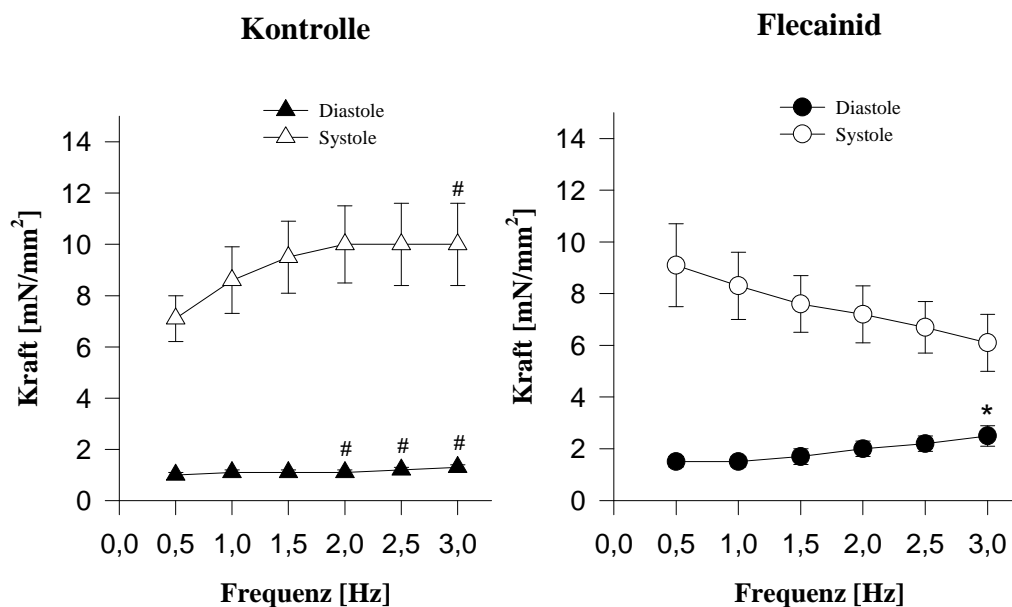 Kontrolle
Diastole
Systole
Kraft [mN/mm²]
14
12
10
8
6
4
2
0
#
# # #
0,0 0,5 1,0 1,5 2,0 2,5 3,0
Frequenz [Hz]
Flecainid
Diastole
Systole
Kraft [mN/mm²]
14
12
10
8
6
4
2
0
*
0,0 0,5 1,0 1,5 2,0 2,5 3,0
Frequenz [Hz]